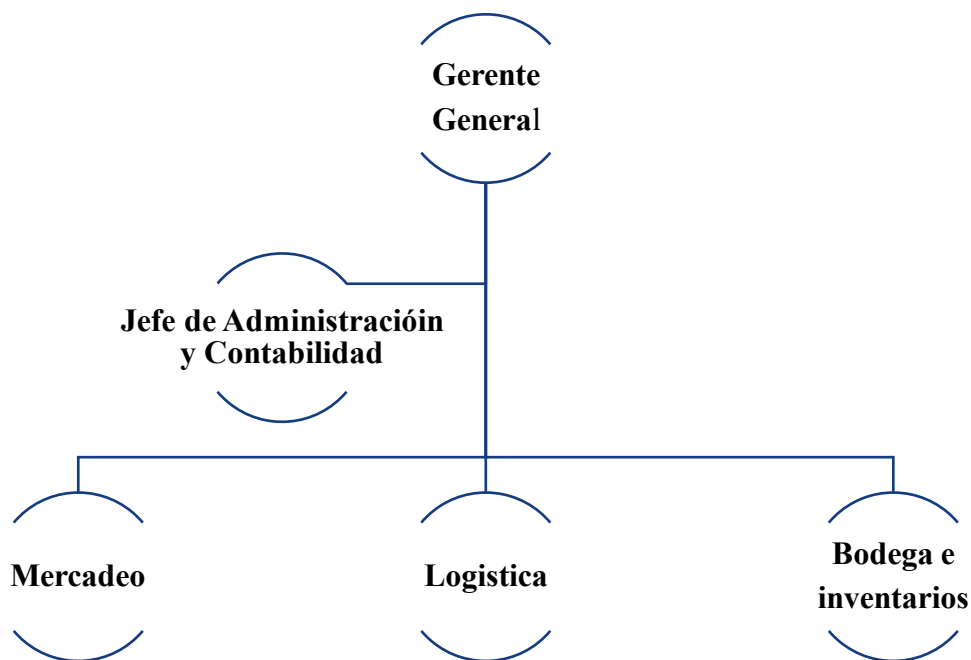 Gerente
General
Jefe de Administracióin
y Contabilidad
Mercadeo
Logistica
Bodega e
inventarios